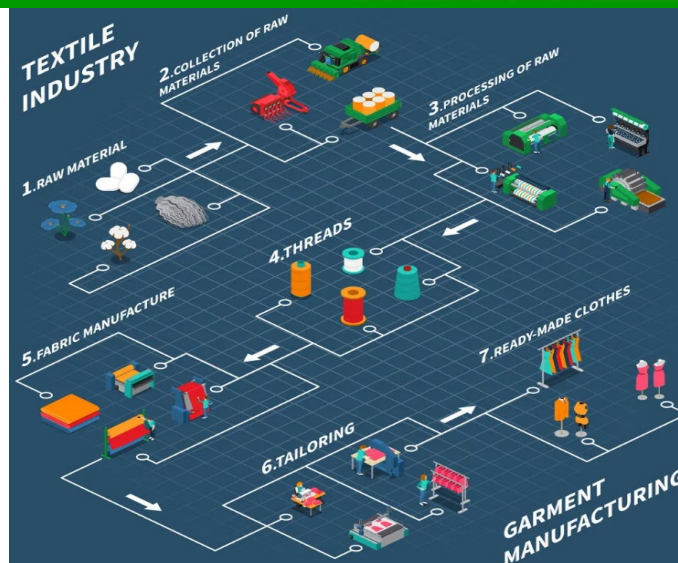 TEXTILE
INDUSTRY
1.RAW MATERIAL
2.COLLECTION OF RAW
MATERIALS
3.PROCESSING OF RAW
MATERIALS
4.THREADS
5.FABRIC MANUFACTURE
6.TAILORING
7.READY-MADE CLOTHES
GARMENT
MANUFACTURING